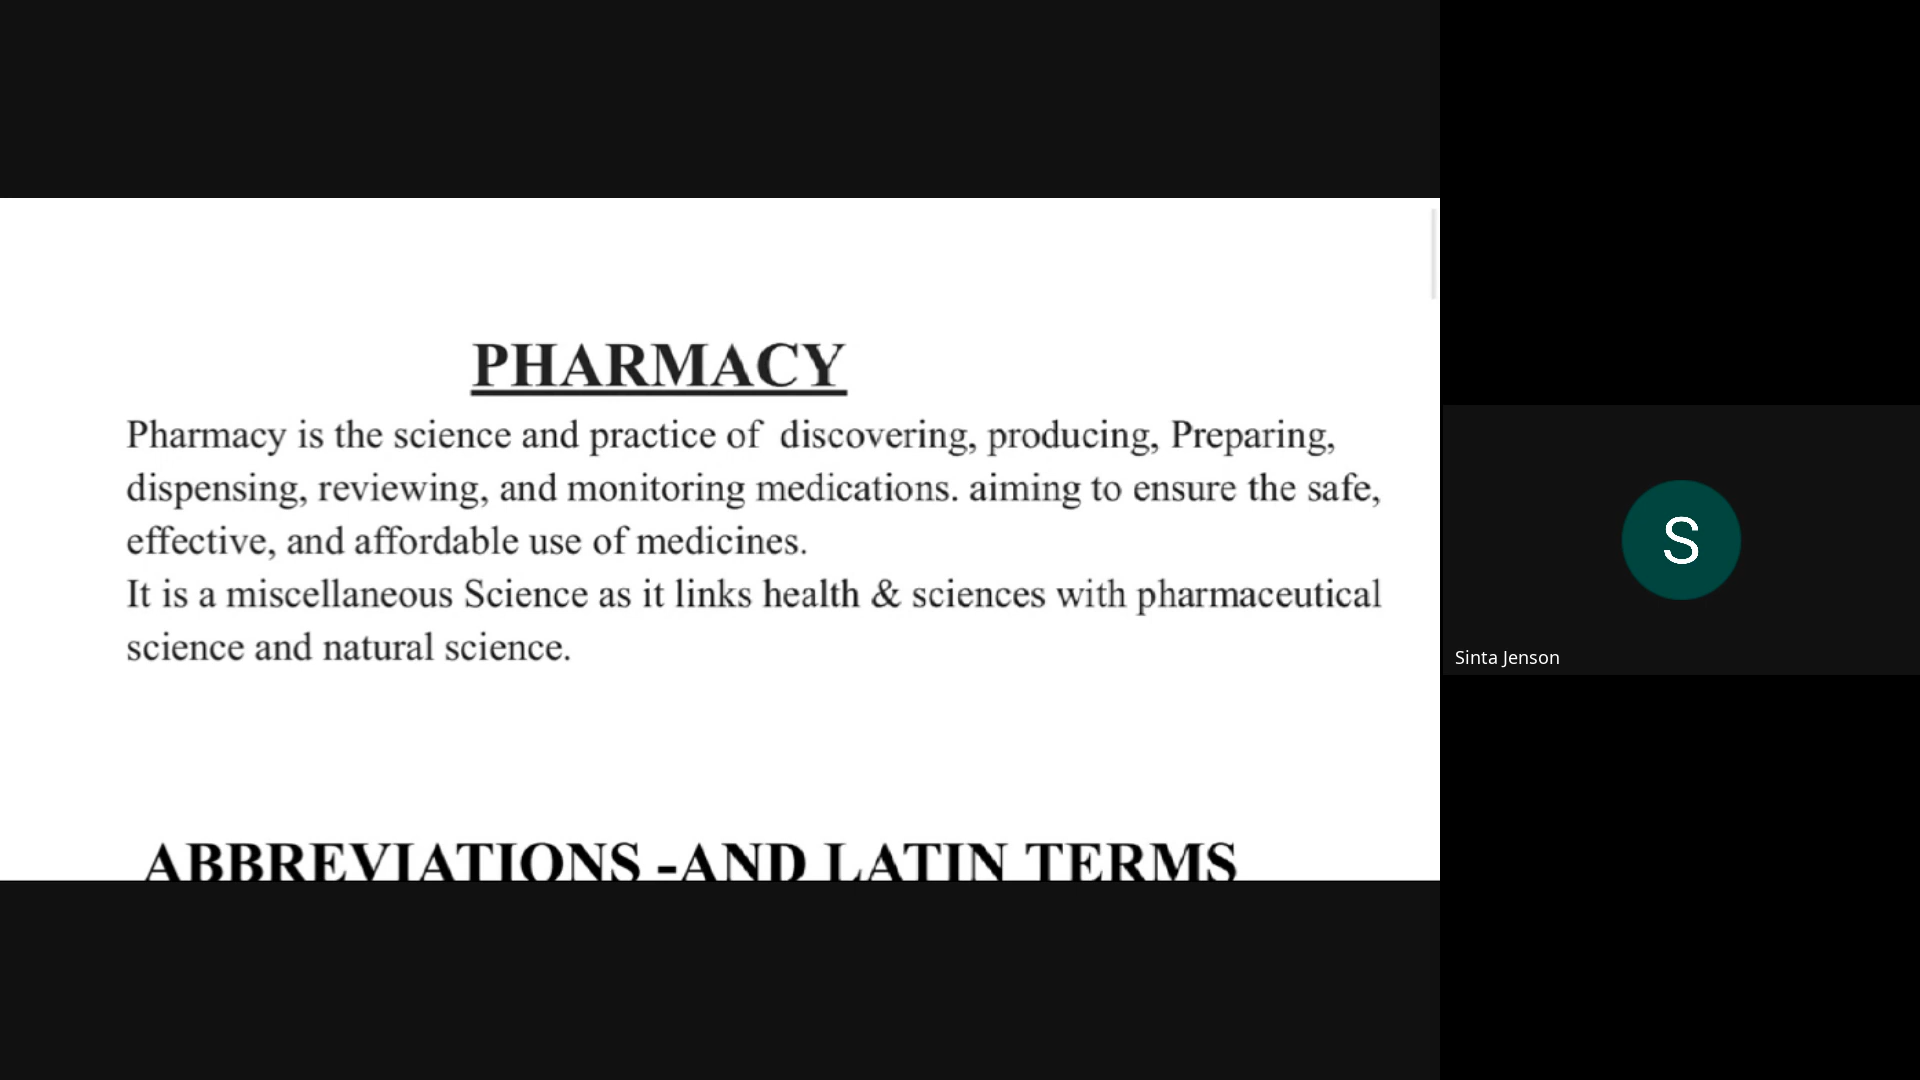 PHARMACY
Pharmacy is the science and practice of  discovering, producing, Preparing,
dispensing, reviewing, and monitoring medications. aiming to ensure the safe,
effective, and affordable use of medicines.
It is a miscellaneous Science as it links health & sciences with pharmaceutical
science and natural science.
ABBREVIATIONS -AND LATIN TERMS
S
Sinta Jenson